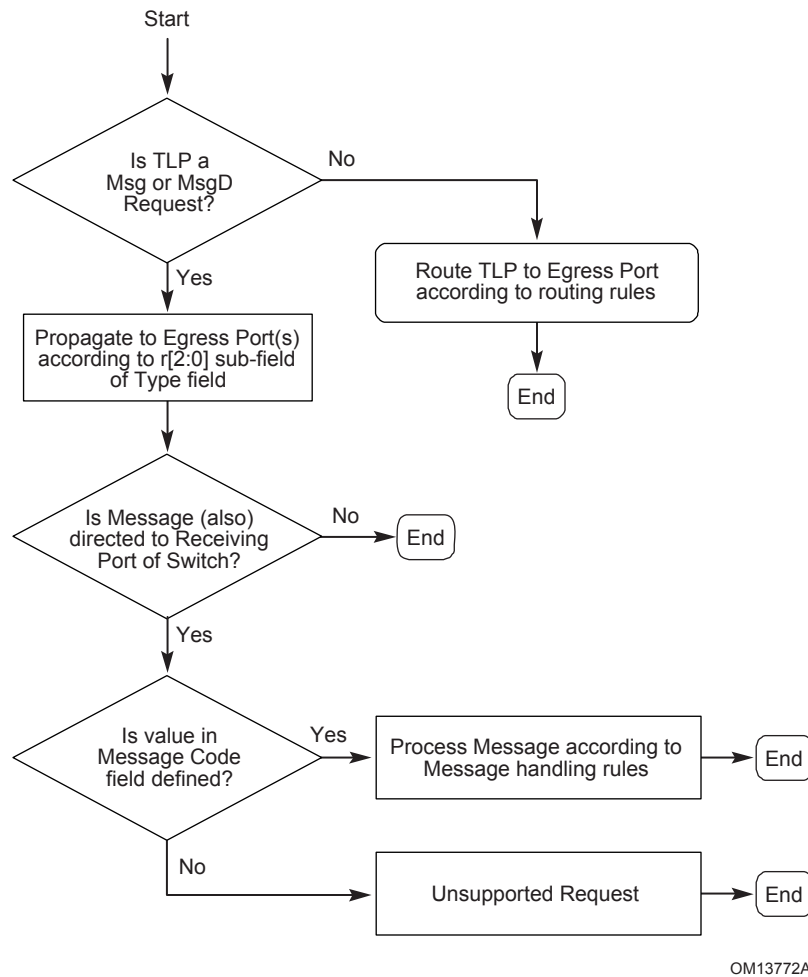 Start
Is TLP a
Msg or MsgD
Request?
No
Yes
Route TLP to Egress Port
according to routing rules
Propagate to Egress Port(s)
according to r[2:0] sub-field
of Type field
End
Is Message (also)
directed to Receiving
Port of Switch?
No
End
Yes
Is value in
Message Code
field defined?
Yes
Process Message according to
Message handling rules
End
No
Unsupported Request
End
OM13772A